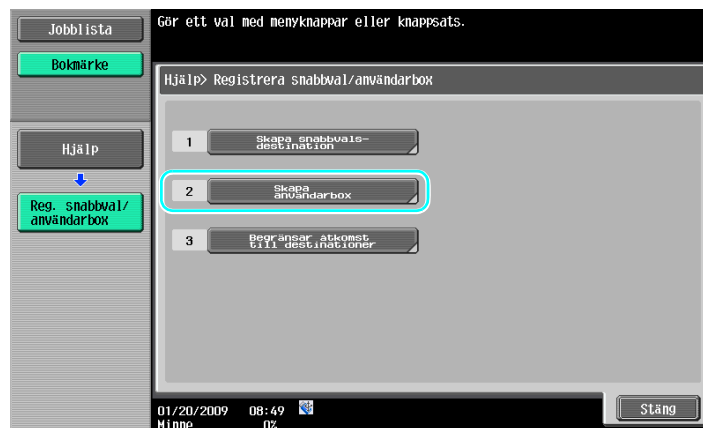 Jobblista
Bokmärke
Hjälp
Reg. snabbval/
användarbox
Gör ett val med menyknappar eller knappsats.
Hjälp> Registrera snabbval/användarbox
1 Skapa snabbvals-
destination
2 Skapa
användarbox
3 Begränsar åtkomst
till destinationer
01/20/2009 08:49
Minne 0%
Stäng